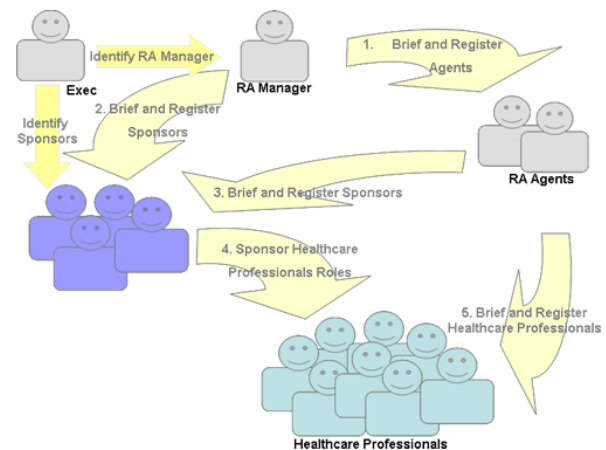 Identify RA Manager
Exec
RA Manager
1. Brief and Register
Agents
Identify
Sponsors
2. Brief and Register
Sponsors
RA Agents
3. Brief and Register Sponsors
4. Sponsor Healthcare
Professionals Roles
5. Brief and Register
Healthcare Professionals
Healthcare Professionals